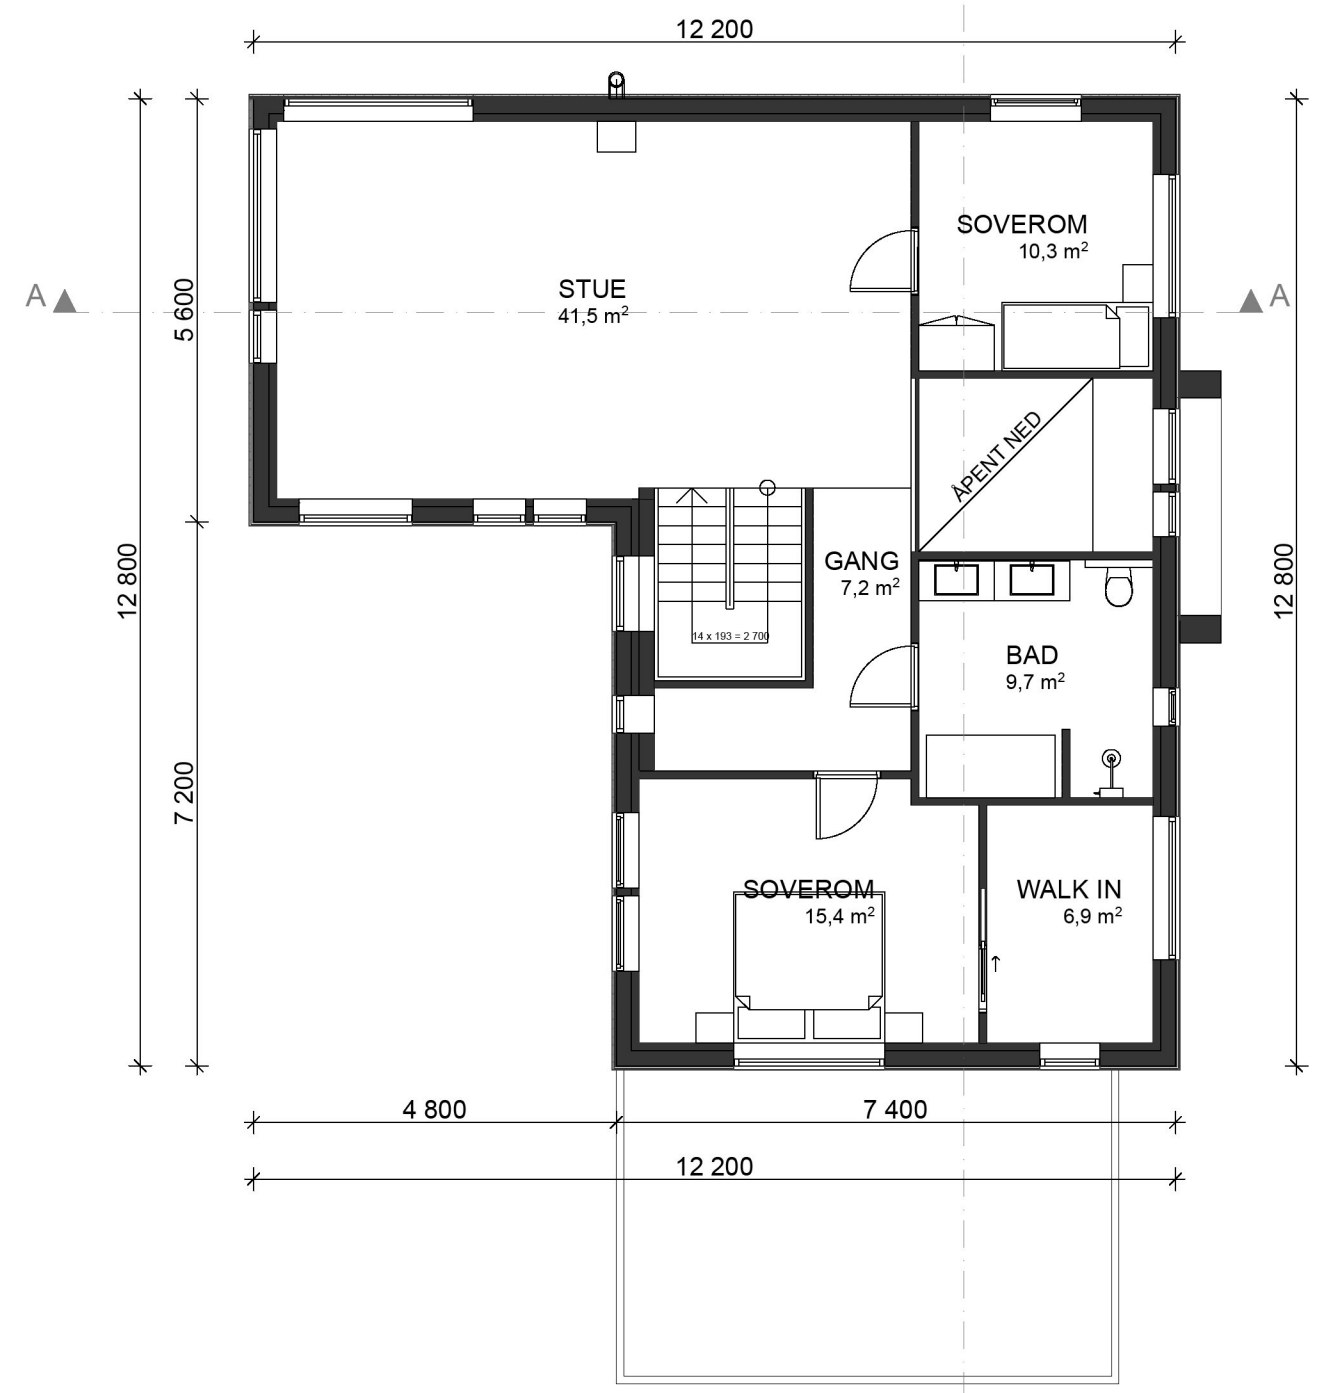 12 200
SOVEROM
10,3 m²
STUE
41,5 m²
A
A
5 600
ÅPENT NED
GANG
7,2 m²
12 800
12 800
14 x 193 = 2 700
BAD
9,7 m²
7 200
SOVEROM
15,4 m²
WALK IN
6,9 m²
4 800
7 400
12 200